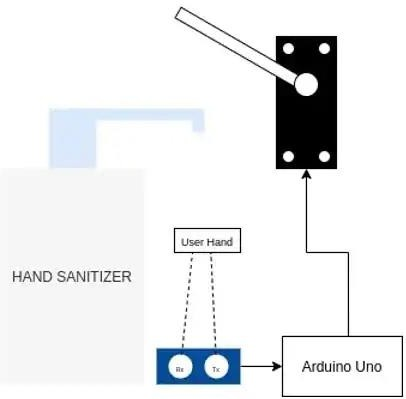 User Hand
HAND SANITIZER
Rx
Tx
Arduino Uno